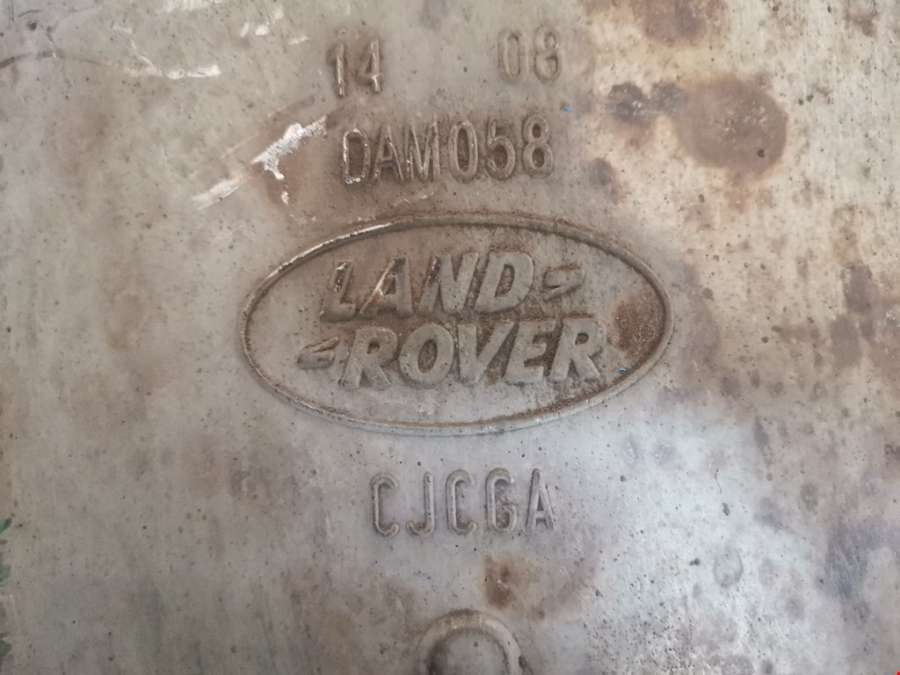 14 08
DAM058
LAND
ROVER
CJCGA